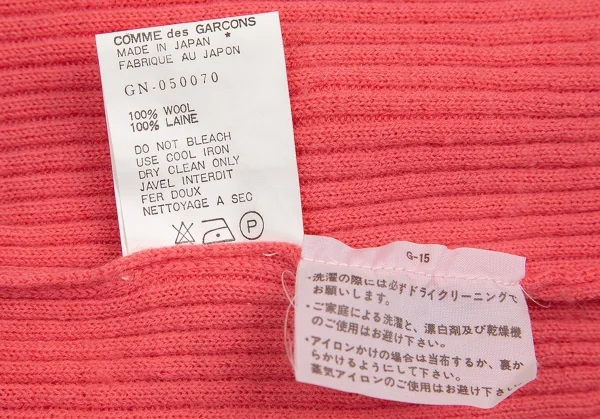 COMME des GARCONS
MADE IN JAPAN *
FABRIQUE AU JAPON
GN-050070
100% WOOL
100% LAINE
DO NOT BLEACH
USE COOL IRON
DRY CLEAN ONLY
JAVEL INTERDIT
FER DOUX
NETTOYAGE A SEC
P
G-15
・洗濯の際には必ずドライクリーニングで
お願いします。
・ご家庭による洗濯と、漂白剤及び乾燥機
のご使用はお避け下さい。
・アイロンかけの場合は当布するか、裏か
らかけるようにして下さい。
蒸気アイロンのご使用はお避け下さい